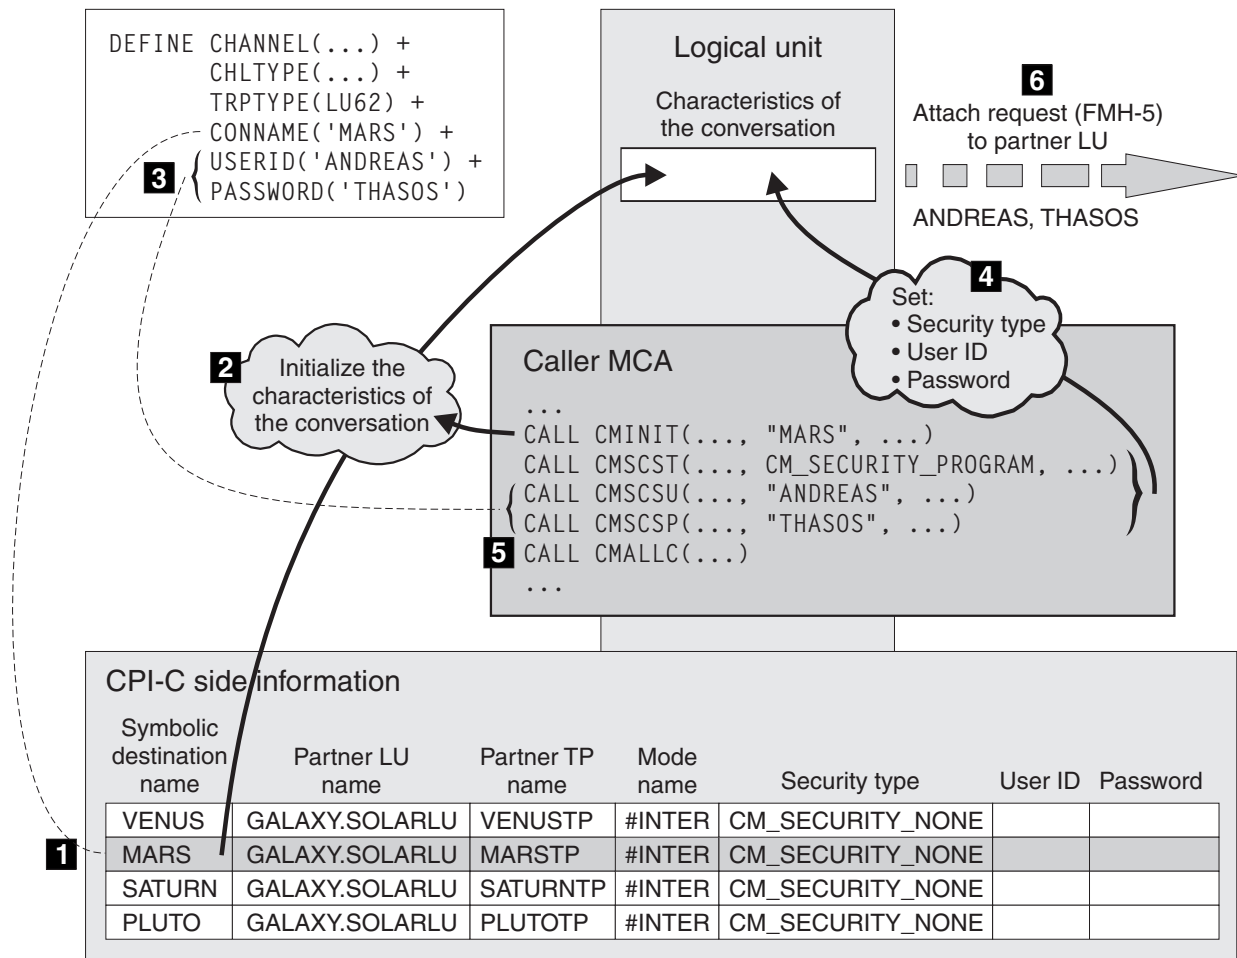 DEFINE CHANNEL(...) +
CHLTYPE(...) +
TRPTYPE(LU62) +
CONNAME('MARS') +
USERID('ANDREAS') +
PASSWORD('THASOS')
3
Logical unit
Characteristics of
the conversation
6
Attach request (FMH-5)
to partner LU
ANDREAS, THASOS
4
Set:
• Security type
• User ID
• Password
2
Initialize the
characteristics of
the conversation
Caller MCA
...
CALL CMINIT(..., "MARS", ...)
CALL CMSCST(..., CM_SECURITY_PROGRAM, ...)
CALL CMSCSU(..., "ANDREAS", ...)
CALL CMSCSP(..., "THASOS", ...)
5 CALL CMALLC(...)
...
CPI-C side information
Symbolic destination name Partner LU name Partner TP name Mode name Security type User ID Password
VENUS GALAXY.SOLARLU VENUSTP #INTER CM_SECURITY_NONE
1 MARS GALAXY.SOLARLU MARSTP #INTER CM_SECURITY_NONE
SATURN GALAXY.SOLARLU SATURNTP #INTER CM_SECURITY_NONE
PLUTO GALAXY.SOLARLU PLUTOTP #INTER CM_SECURITY_NONE